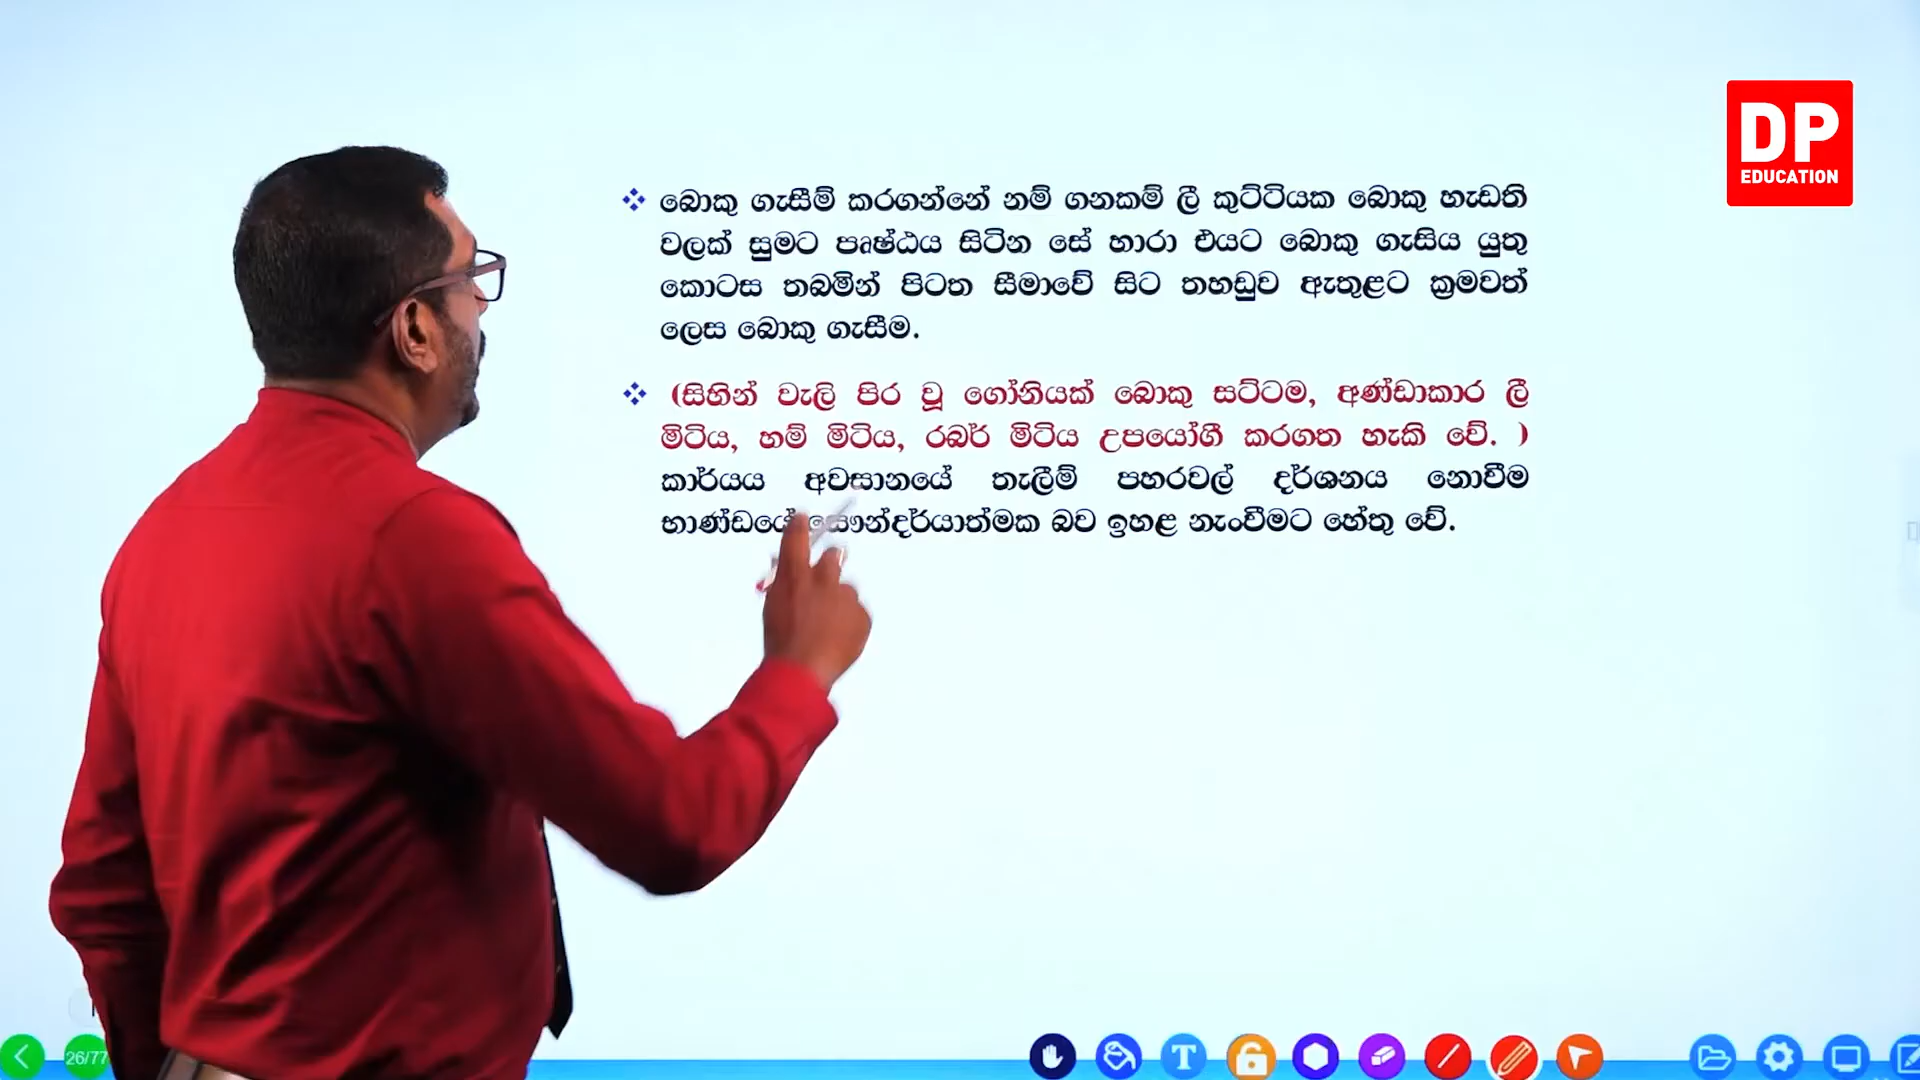 DP
EDUCATION
බොකු ගැසීම් කරගන්නේ නම් ගනකම් ලී කුට්ටියක බොකු හැඩති
වලක් සුමට පෘෂ්ඨය සිටින සේ හාරා එයට බොකු ගැසිය යුතු
කොටස තබමින් පිටත සීමාවේ සිට තහඩුව ඇතුළට ක්‍රමවත්
ලෙස බොකු ගැසීම.
(සිහින් වැලි පිර වූ ගෝනියක් බොකු සට්ටම, අණ්ඩාකාර ලී
මිටිය, හම් මිටිය, රබර් මිටිය උපයෝගී කරගත හැකි වේ. )
කාර්යය අවසානයේ තැලීම් පහරවල් දර්ශනය නොවීම
භාණ්ඩයේ සෞන්දර්යාත්මක බව ඉහළ නැංවීමට හේතු වේ.
26/77